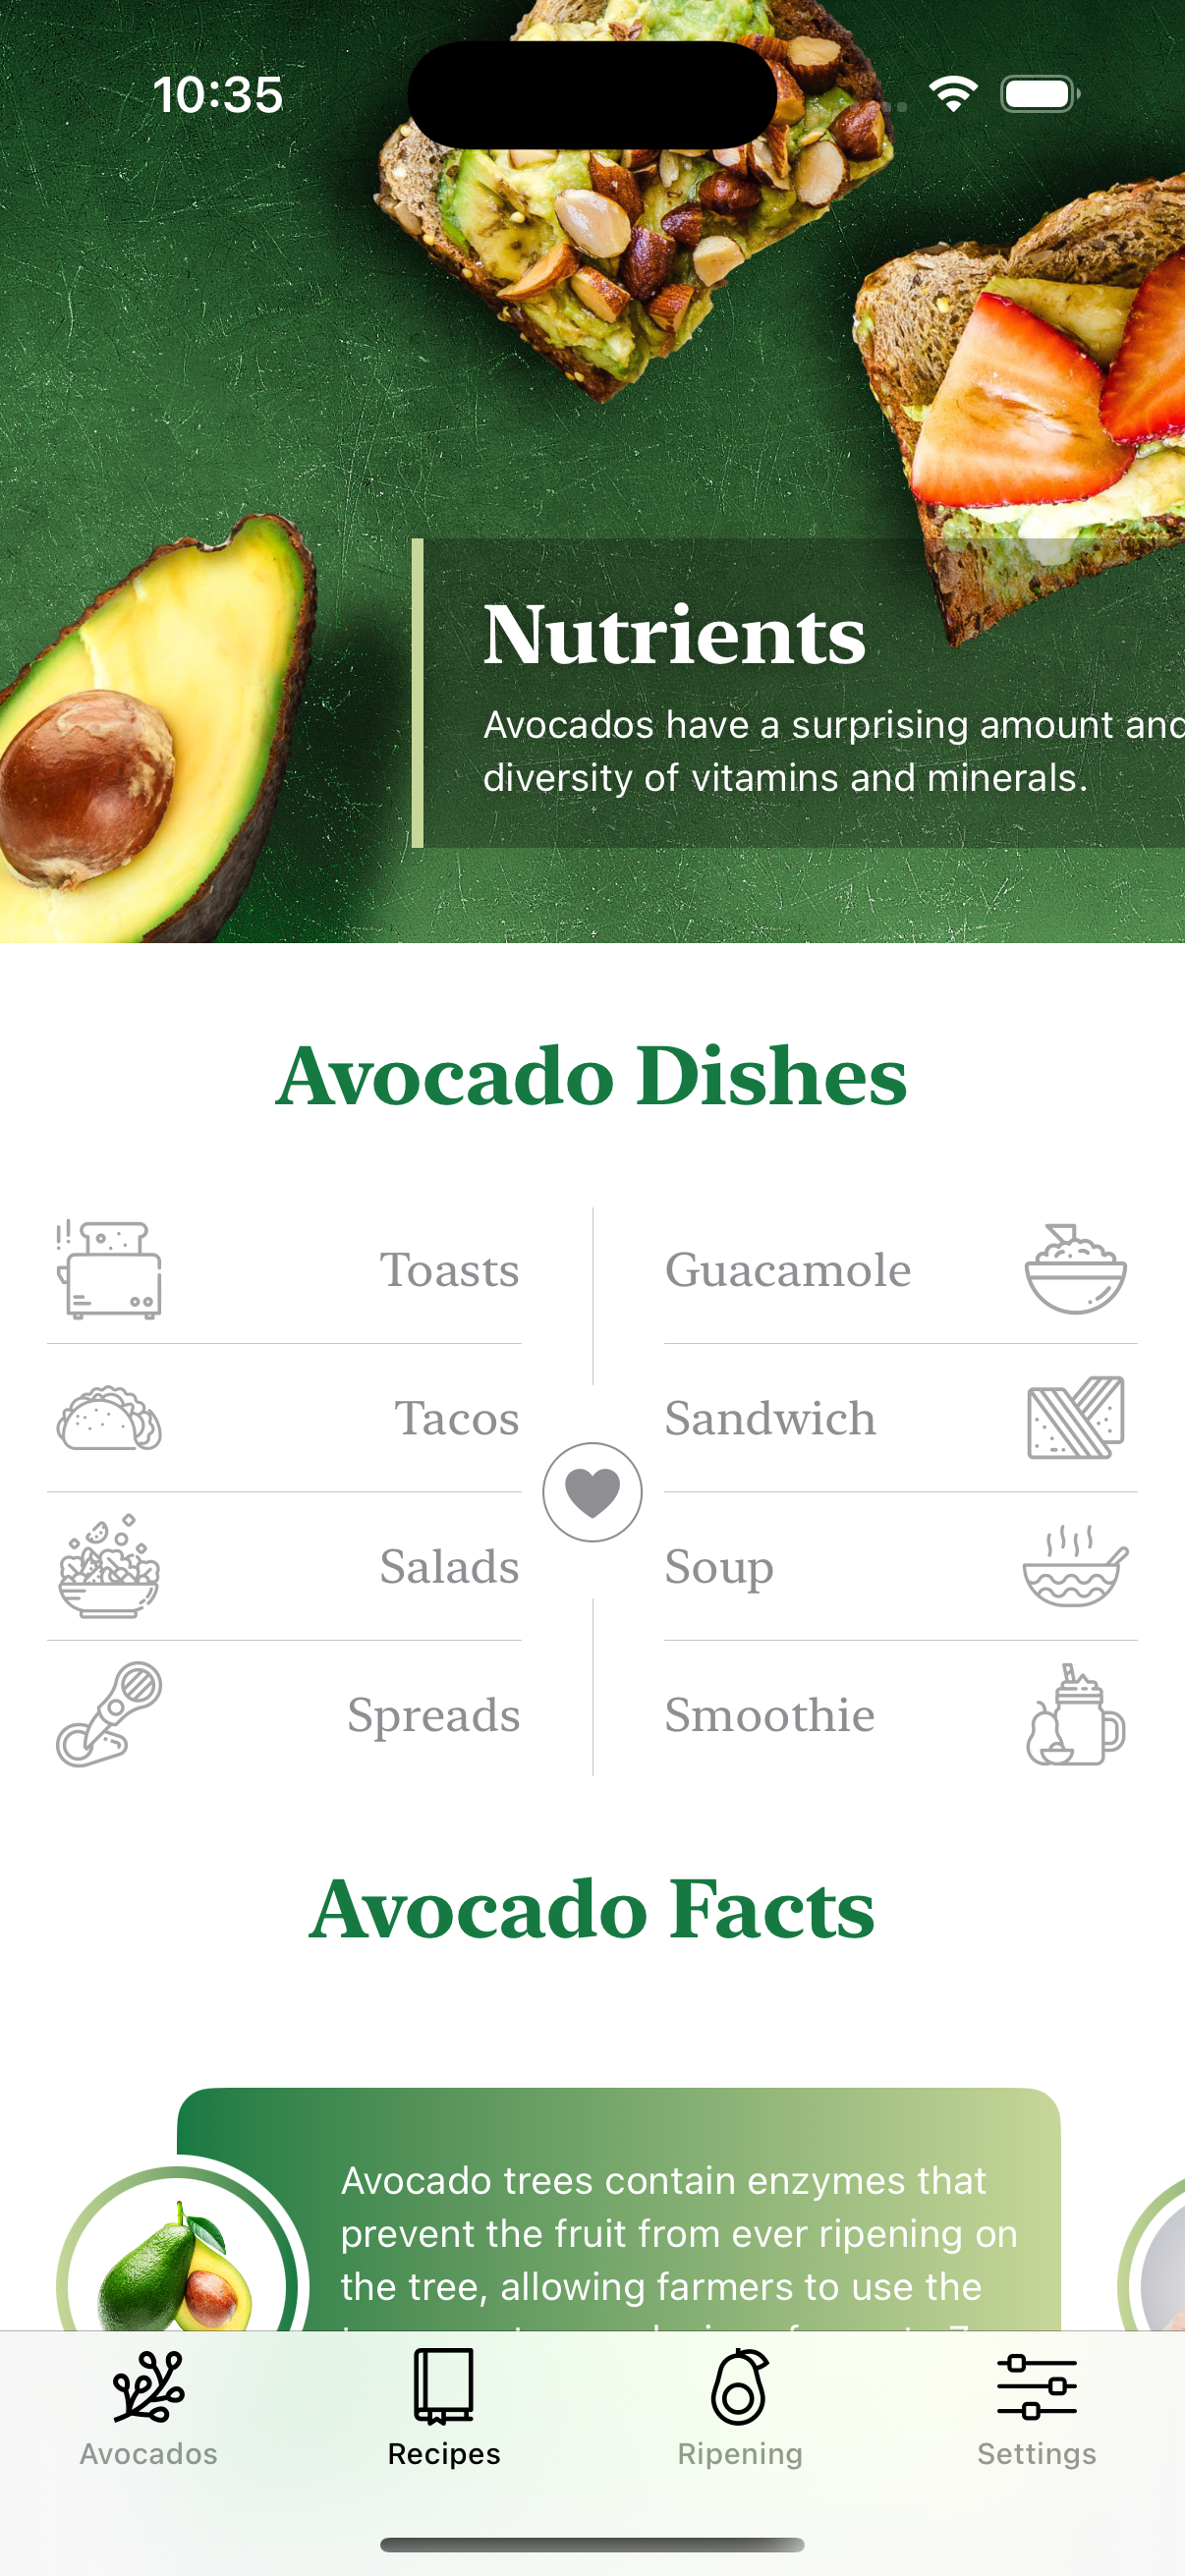 10:35
Nutrients
Avocados have a surprising amount and
diversity of vitamins and minerals.
Avocado Dishes
Toasts
Guacamole
Tacos
Sandwich
Salads
Soup
Spreads
Smoothie
Avocado Facts
Avocado trees contain enzymes that
prevent the fruit from ever ripening on
the tree, allowing farmers to use the
Avocados
Recipes
Ripening
Settings